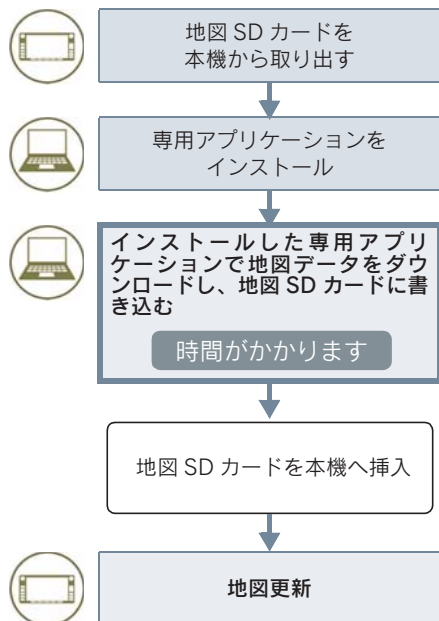 地図 SD カードを
本機から取り出す
専用アプリケーションを
インストール
インストールした専用アプリ
ケーションで地図データをダウ
ンロードし、地図 SD カードに書
き込む
時間がかかります
地図 SD カードを本機へ挿入
地図更新